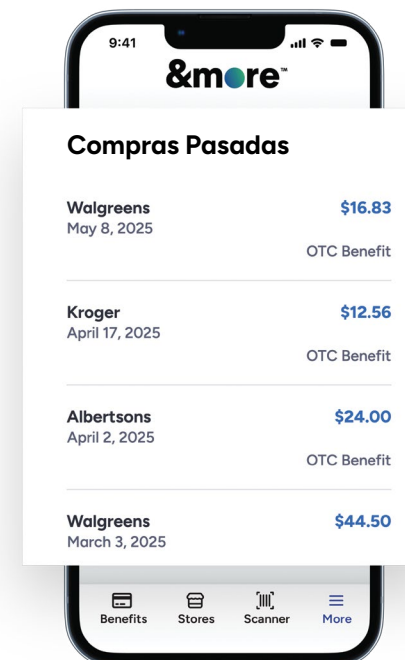 9:41
&more™
Compras Pasadas
Walgreens $16.83
May 8, 2025
OTC Benefit
Kroger $12.56
April 17, 2025
OTC Benefit
Albertsons $24.00
April 2, 2025
OTC Benefit
Walgreens $44.50
March 3, 2025
Benefits Stores Scanner More